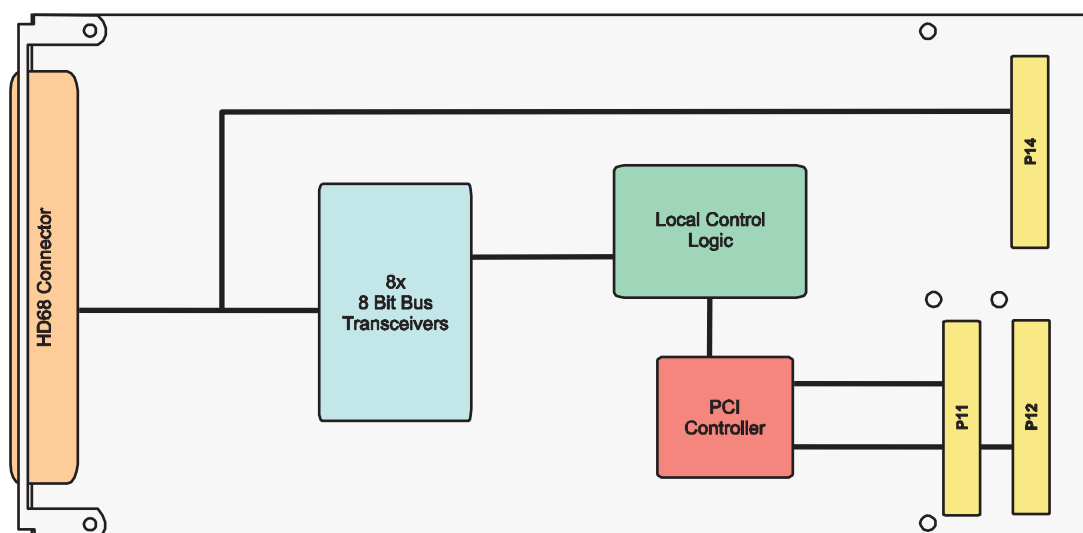 HD68 Connector
8x
8 Bit Bus
Transceivers
Local Control
Logic
PCI
Controller
P14
P11
P12